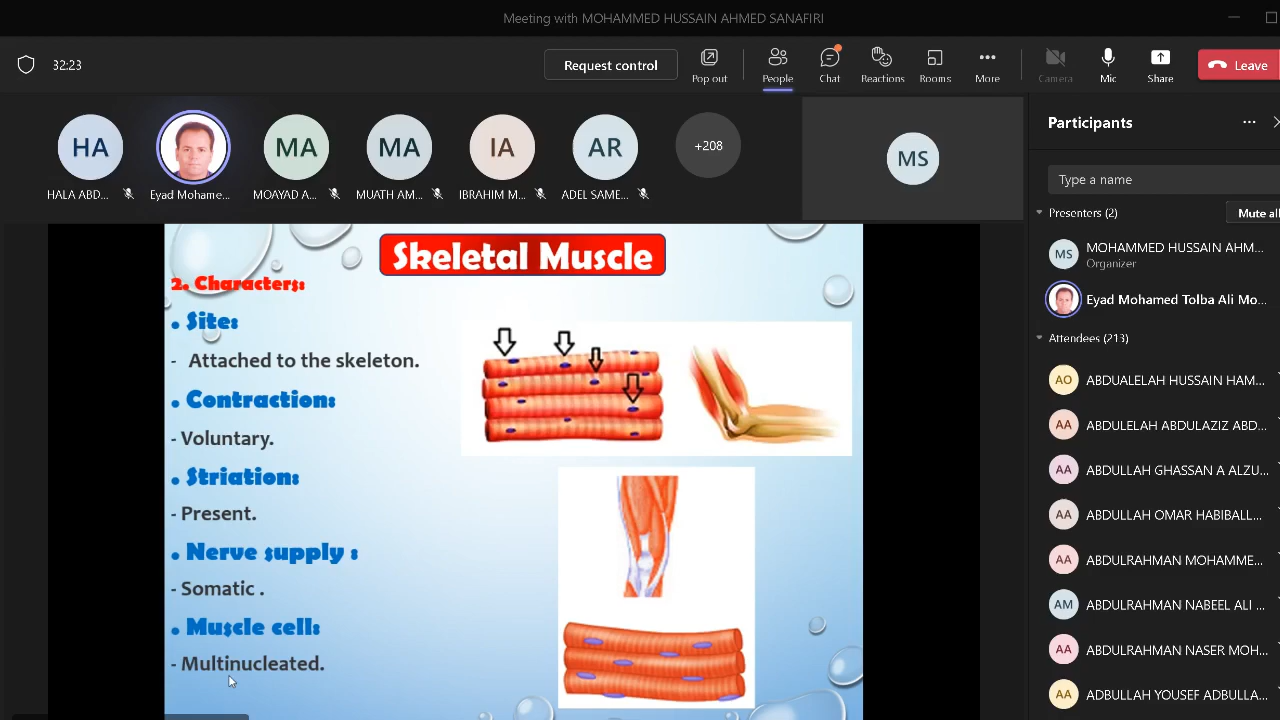 Meeting with MOHAMMED HUSSAIN AHMED SANAFIRI
32:23
Request control
Pop out
People
Chat
Reactions
Rooms
More
Camera
Mic
Share
Leave
HA
MA
MA
IA
AR
+208
MS
HALA ABD...
Eyad Mohame...
MOAYAD A...
MUATH AM...
IBRAHIM M...
ADEL SAME...
Participants
...
Type a name
Presenters (2)
Mute all
MS
MOHAMMED HUSSAIN AHM...
Organizer
Eyad Mohamed Tolba Ali Mo...
Attendees (213)
AO ABDUALELAH HUSSAIN HAM...
AA ABDULELAH ABDULAZIZ ABD...
AA ABDULLAH GHASSAN A ALZU...
AA ABDULLAH OMAR HABIBALL...
AA ABDULRAHMAN MOHAMME...
AM ABDULRAHMAN NABEEL ALI ...
AA ABDULRAHMAN NASER MOH...
AA ADBULLAH YOUSEF ADBULLA...
Skeletal Muscle
2. Characters:
• Site:
- Attached to the skeleton.
• Contraction:
- Voluntary.
• Striation:
- Present.
• Nerve supply :
- Somatic .
• Muscle cell:
- Multinucleated.